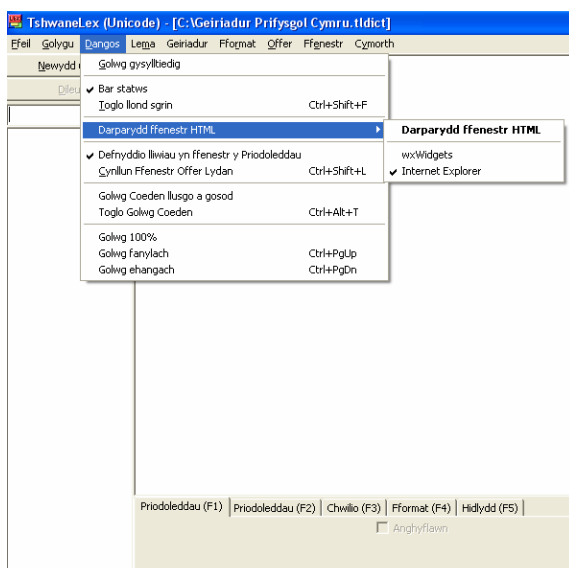 TshwaneLex (Unicode) - [C:\Geiriadur Prifysgol Cymru.tldict]
Ffeil Golygu Dangos Lema Geiriadur Fformat Offer Ffenestr Cymorth
Newydd
Dileu
Golwg gysylltiedig
Bar statws
Toglo llond sgrin Ctrl+Shift+F
Darparydd ffenestr HTML
Defnyddio lliwiau yn ffenestr y Priodoleddau
Cynllun Ffenestr Offer Lydan Ctrl+Shift+L
Golwg Coeden llusgo a gosod
Toglo Golwg Coeden Ctrl+Alt+T
Golwg 100%
Golwg fanylach Ctrl+PgUp
Golwg ehangach Ctrl+PgDn
Darparydd ffenestr HTML
wxWidgets
Internet Explorer
Priodoleddau (F1) Priodoleddau (F2) Chwilio (F3) Fformat (F4) Hidlydd (F5)
Anghyflawn